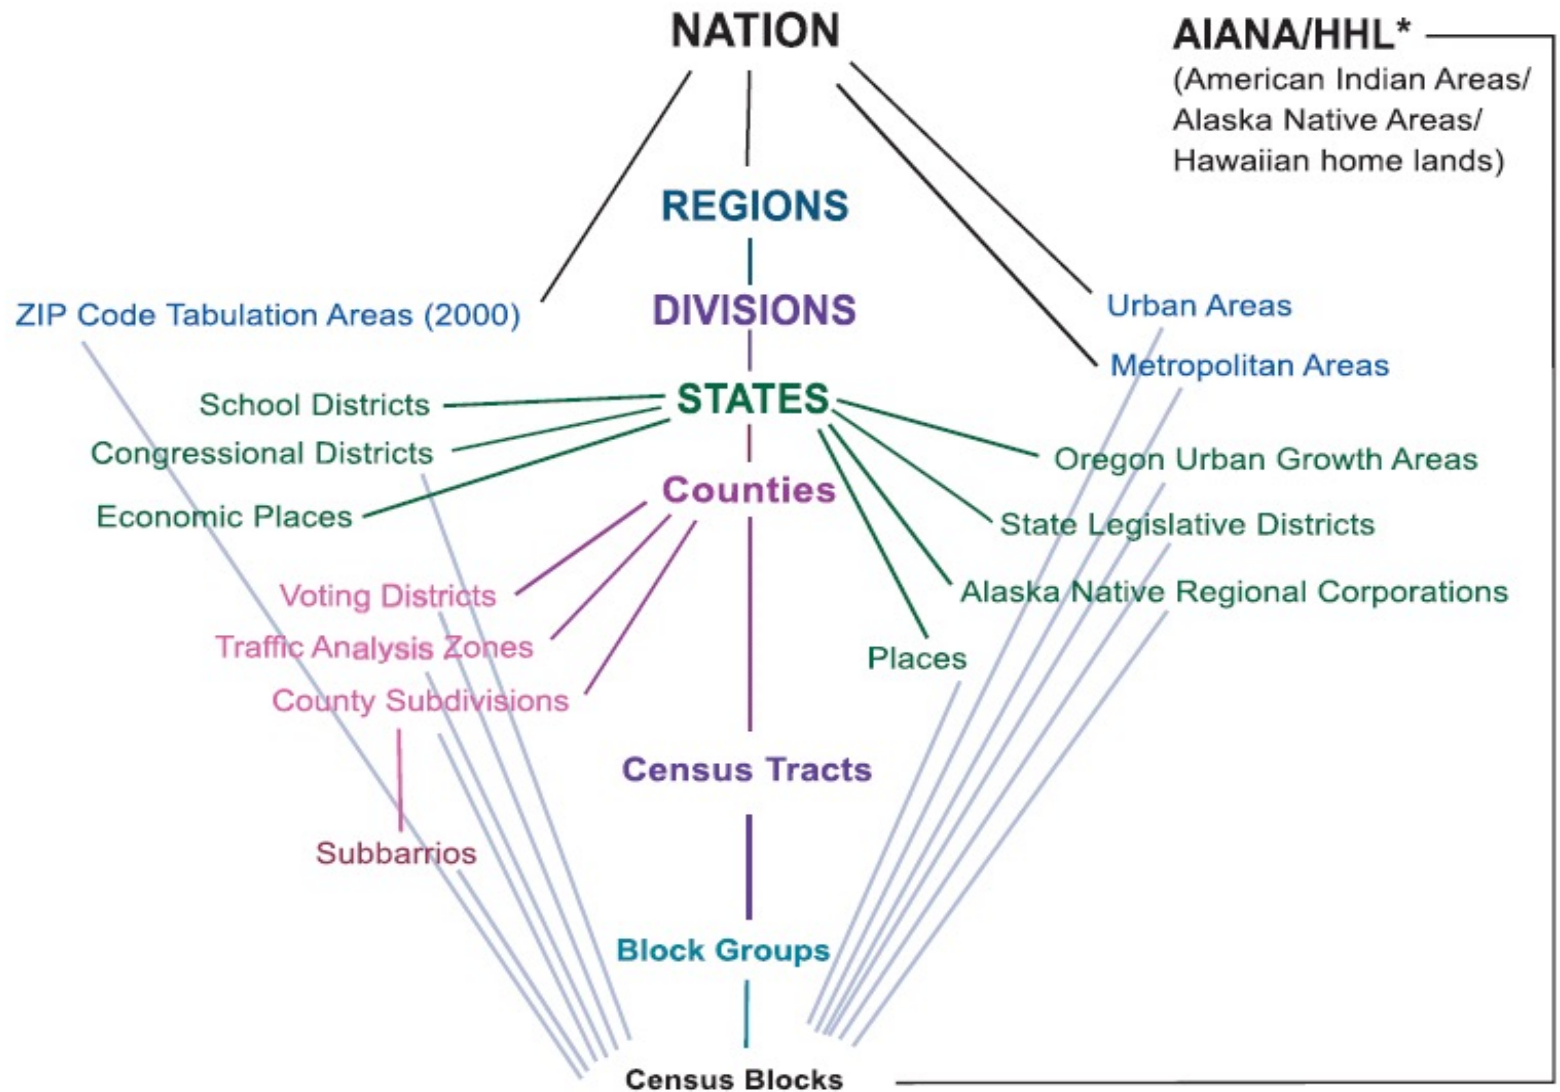 NATION
AIANA/HHL*
(American Indian Areas/
Alaska Native Areas/
Hawaiian home lands)
REGIONS
ZIP Code Tabulation Areas (2000)
DIVISIONS
Urban Areas
Metropolitan Areas
School Districts
STATES
Congressional Districts
Oregon Urban Growth Areas
Counties
Economic Places
State Legislative Districts
Voting Districts
Alaska Native Regional Corporations
Traffic Analysis Zones
Places
County Subdivisions
Census Tracts
Subbarrios
Block Groups
Census Blocks